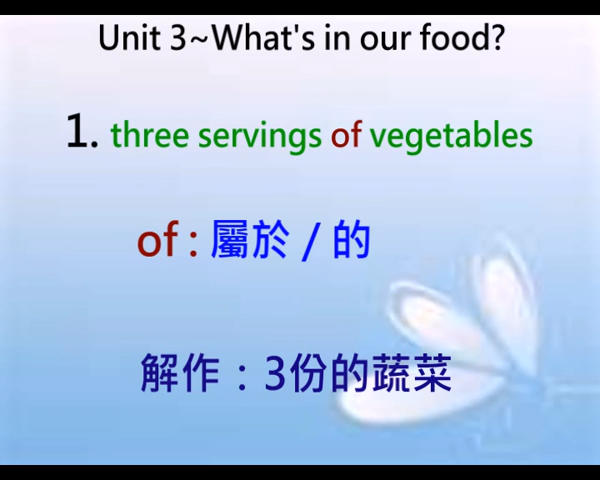 Unit 3~What's in our food?
1. three servings of vegetables
of : 屬於 / 的
解作：3份的蔬菜